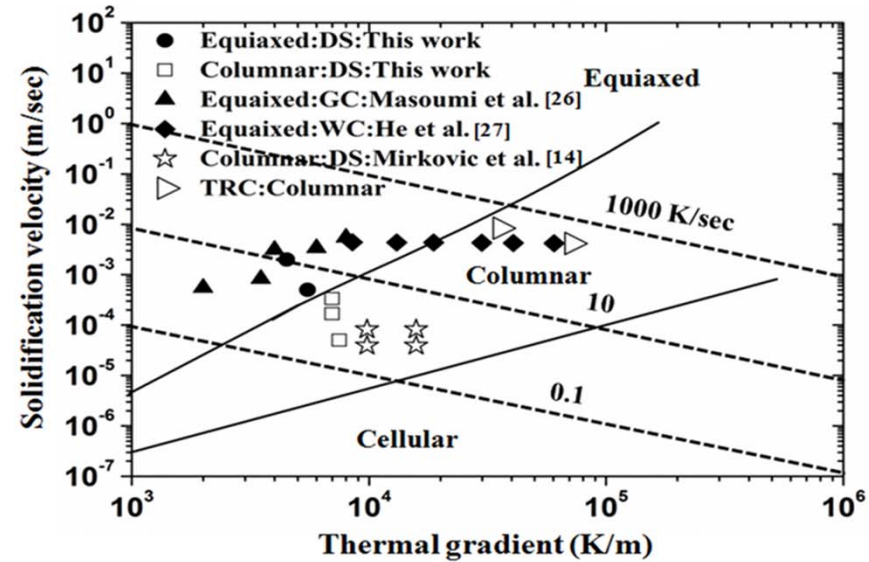 10²
10¹
10⁰
10⁻¹
10⁻²
10⁻³
10⁻⁴
10⁻⁵
10⁻⁶
10⁻⁷
Solidification velocity (m/sec)
Equiaxed:DS:This work
Columnar:DS:This work
Equaixed:GC:Masoumi et al. [26]
Equaixed:WC:He et al. [27]
Columnar:DS:Mirkovic et al. [14]
TRC:Columnar
Equiaxed
1000 K/sec
Columnar
10
0.1
Cellular
10³
10⁴
10⁵
10⁶
Thermal gradient (K/m)